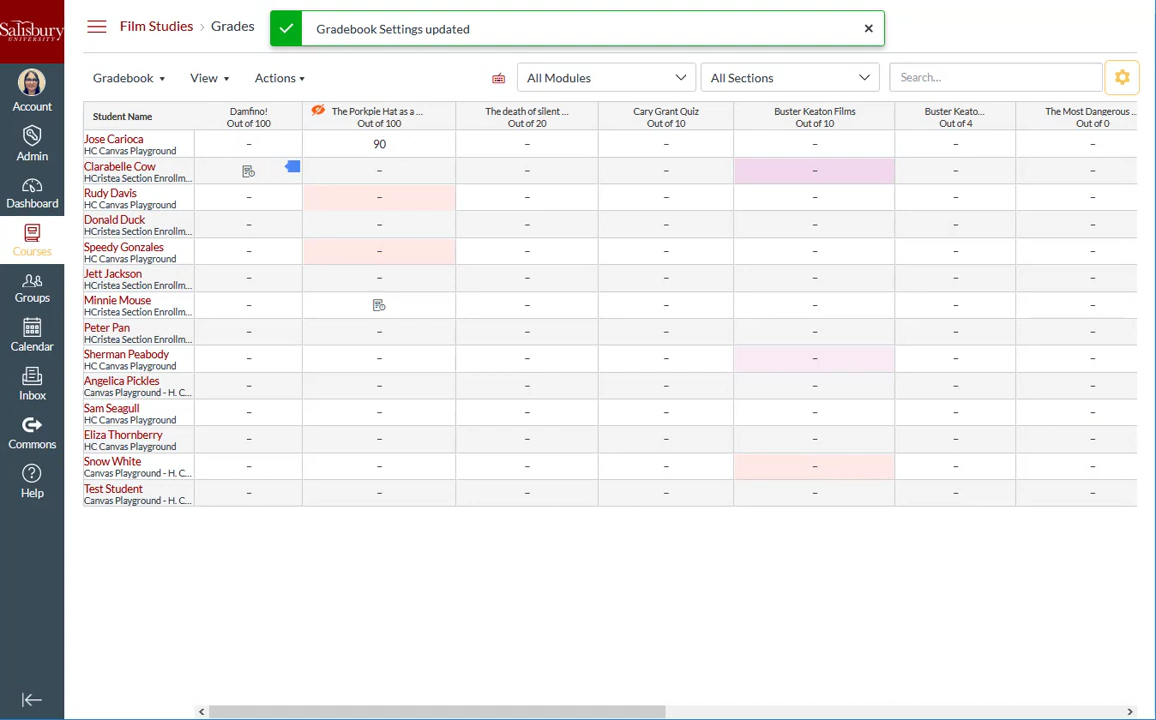 Salisbury
UNIVERSITY
Account
Admin
Dashboard
Courses
Groups
Calendar
Inbox
Commons
Help
Film Studies › Grades
Gradebook Settings updated
Gradebook View Actions
All Modules
All Sections
Search...
Student Name
Damfino!
Out of 100
The Porkpie Hat as a ...
Out of 100
The death of silent ...
Out of 20
Cary Grant Quiz
Out of 10
Buster Keaton Films
Out of 10
Buster Keato...
Out of 4
The Most Dangerous ..
Out of 0
Jose Carioca – 90 – – – – –
HC Canvas Playground
Clarabelle Cow – – – – – –
HCristea Section Enrollm...
Rudy Davis – – – – – – –
HC Canvas Playground
Donald Duck – – – – – – –
HCristea Section Enrollm...
Speedy Gonzales – – – – – – –
HC Canvas Playground
Jett Jackson – – – – – – –
HCristea Section Enrollm...
Minnie Mouse – – – – – –
HCristea Section Enrollm...
Peter Pan – – – – – – –
HCristea Section Enrollm...
Sherman Peabody – – – – – – –
HC Canvas Playground
Angelica Pickles – – – – – – –
Canvas Playground - H. C...
Sam Seagull – – – – – – –
HC Canvas Playground
Eliza Thornberry – – – – – – –
HC Canvas Playground
Snow White – – – – – – –
Canvas Playground - H. C...
Test Student – – – – – – –
Canvas Playground - H. C...